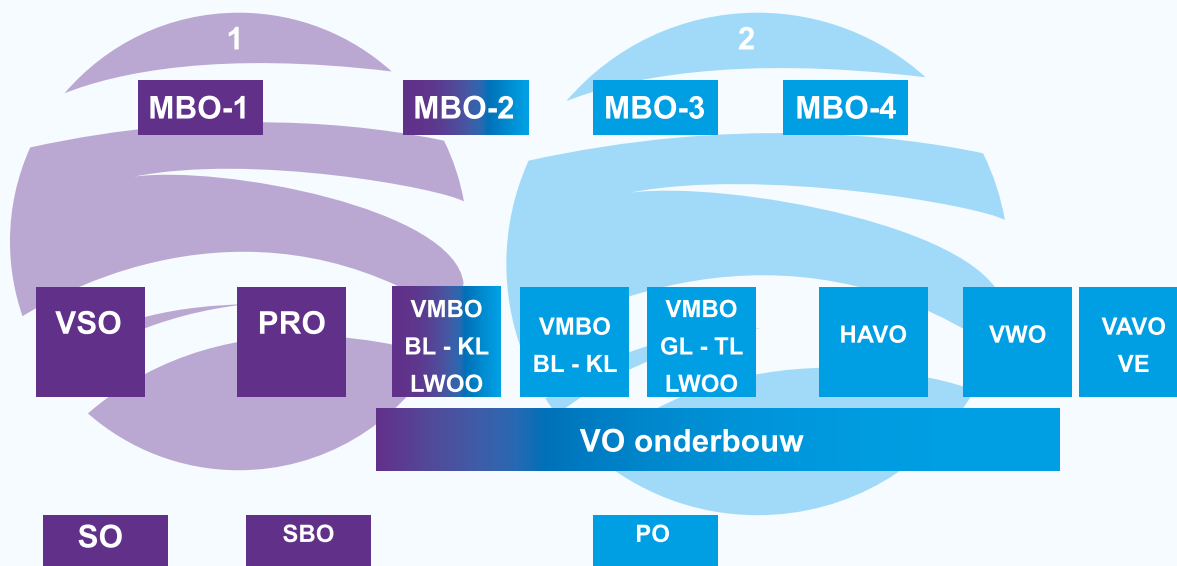 1
2
MBO-1
MBO-2
MBO-3
MBO-4
VSO
PRO
VMBO
BL - KL
LWOO
VMBO
BL - KL
VMBO
GL - TL
LWOO
HAVO
VWO
VAVO
VE
VO onderbouw
SO
SBO
PO